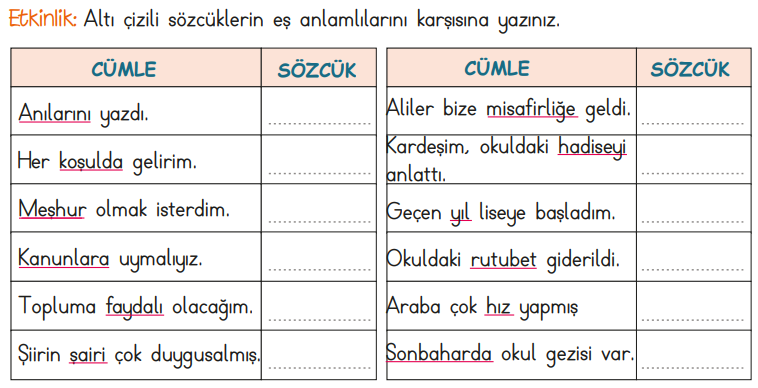 Etkinlik: Altı çizili sözcüklerin eş anlamlılarını karşısına yazınız.
CÜMLE SÖZCÜK
Anılarını yazdı.
Her koşulda gelirim.
Meşhur olmak isterdim.
Kanunlara uymalıyız.
Topluma faydalı olacağım.
Şiirin şairi çok duygusalmış.
CÜMLE SÖZCÜK
Aliler bize misafirliğe geldi.
Kardeşim, okuldaki hadiseyi
anlattı.
Geçen yıl liseye başladım.
Okuldaki rutubet giderildi.
Araba çok hız yapmış
Sonbaharda okul gezisi var.